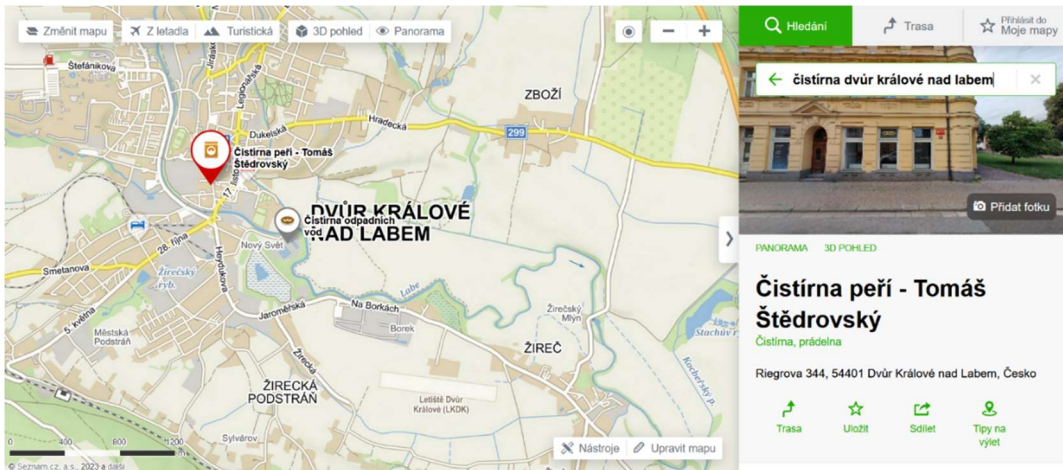 Změnit mapu
Z letadla
Turistická
3D pohled
Panorama
Hledání
Trasa
Přihlásit do
Moje mapy
čistírna dvůr králové nad labem
Štefánikova
Legionářská
ZBOŽÍ
Hradecká
Dukelská
299
Čistírna peří - Tomáš
Štědrovský
17
DVŮR KRÁLOVÉ
NAD LABEM
Čistírna odpadních
vod
Nový Svět
28. října
Heydukova
Smetanova
Žirečský
ryb.
Labe
Jaroměřská
Na Borkách
Borek
5. května
Městská
Podstráň
Žirečská
Žirečský
Mlýn
ŽIREČ
Stachův r
Kocbeřský p.
ŽIRECKÁ
PODSTRÁŇ
Letiště Dvůr
Králové (LKDK)
Sylvárov
0 400 800 1200
m
© Seznam.cz, a.s., 2023 a další
Nástroje
Upravit mapu
Přidat fotku
PANORAMA 3D POHLED
Čistírna peří - Tomáš
Štědrovský
Čistírna, prádelna
Riegrova 344, 54401 Dvůr Králové nad Labem, Česko
Trasa
Uložit
Sdílet
Tipy na
výlet